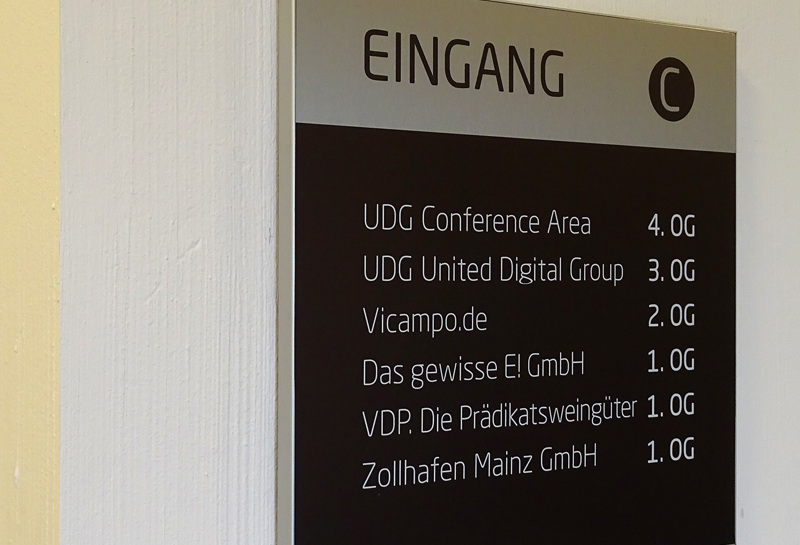 EINGANG C
UDG Conference Area 4. OG
UDG United Digital Group 3. OG
Vicampo.de 2. OG
Das gewisse E! GmbH 1. OG
VDP. Die Prädikatsweingüter 1. OG
Zollhafen Mainz GmbH 1. OG